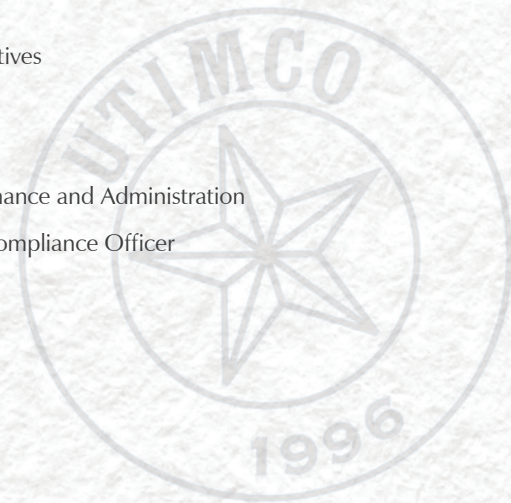 tives
UTIMCO
nance and Administration
ompliance Officer
1996